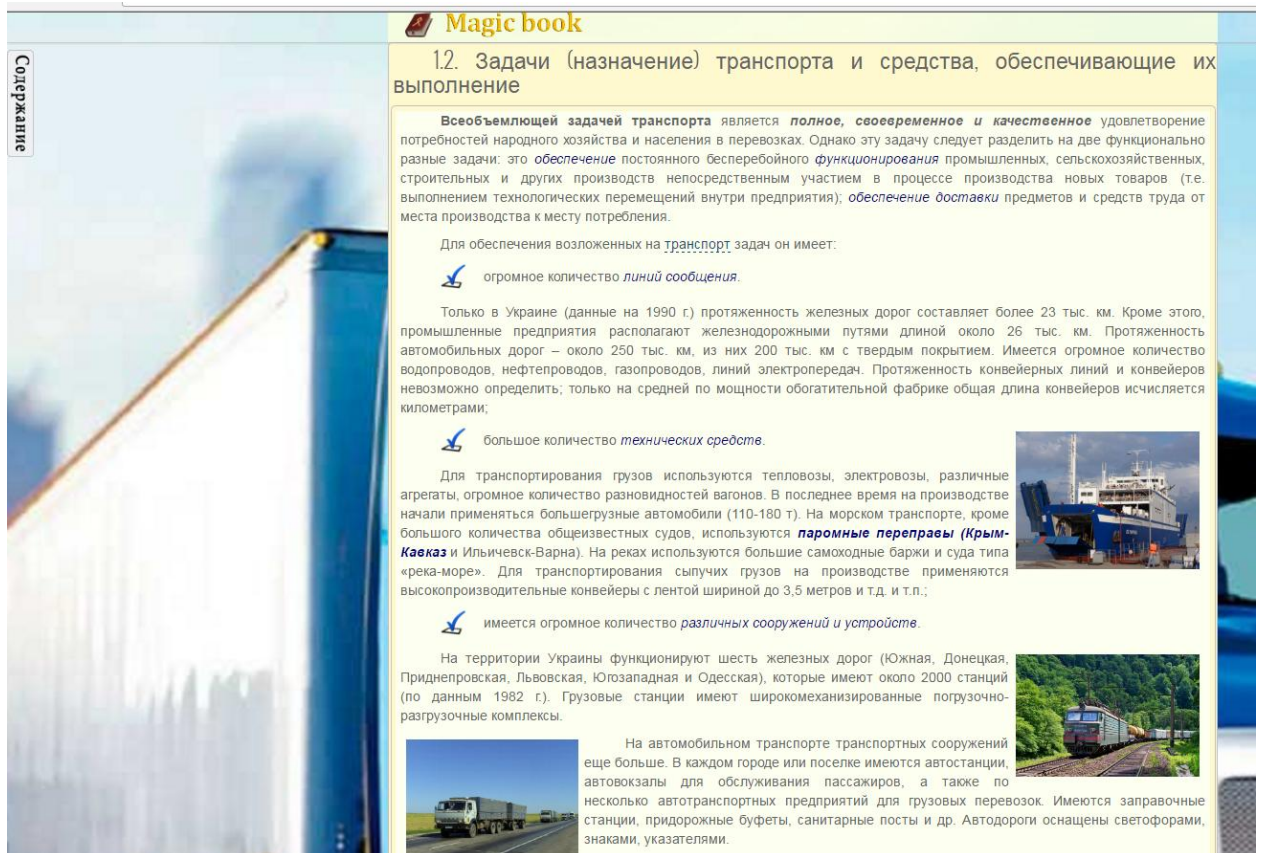 Magic book
Содержание
1.2. Задачи (назначение) транспорта и средства, обеспечивающие их
выполнение
Всеобъемлющей задачей транспорта является полное, своевременное и качественное удовлетворение
потребностей народного хозяйства и населения в перевозках. Однако эту задачу следует разделить на две функционально
разные задачи: это обеспечение постоянного бесперебойного функционирования промышленных, сельскохозяйственных,
строительных и других производств непосредственным участием в процессе производства новых товаров (т.е.
выполнением технологических перемещений внутри предприятия); обеспечение доставки предметов и средств труда от
места производства к месту потребления.
Для обеспечения возложенных на транспорт задач он имеет:
огромное количество линий сообщения.
Только в Украине (данные на 1990 г.) протяженность железных дорог составляет более 23 тыс. км. Кроме этого,
промышленные предприятия располагают железнодорожными путями длиной около 26 тыс. км. Протяженность
автомобильных дорог – около 250 тыс. км, из них 200 тыс. км с твердым покрытием. Имеется огромное количество
водопроводов, нефтепроводов, газопроводов, линий электропередач. Протяженность конвейерных линий и конвейеров
невозможно определить; только на средней по мощности обогатительной фабрике общая длина конвейеров исчисляется
километрами;
большое количество технических средств.
Для транспортирования грузов используются тепловозы, электровозы, различные
агрегаты, огромное количество разновидностей вагонов. В последнее время на производстве
начали применяться большегрузные автомобили (110-180 т). На морском транспорте, кроме
большого количества общеизвестных судов, используются паромные переправы (Крым-
Кавказ и Ильичевск-Варна). На реках используются большие самоходные баржи и суда типа
«река-море». Для транспортирования сыпучих грузов на производстве применяются
высокопроизводительные конвейеры с лентой шириной до 3,5 метров и т.д. и т.п.;
имеется огромное количество различных сооружений и устройств.
На территории Украины функционируют шесть железных дорог (Южная, Донецкая,
Приднепровская, Львовская, Югозападная и Одесская), которые имеют около 2000 станций
(по данным 1982 г.). Грузовые станции имеют широкомеханизированные погрузочно-
разгрузочные комплексы.
На автомобильном транспорте транспортных сооружений
еще больше. В каждом городе или поселке имеются автостанции,
автовокзалы для обслуживания пассажиров, а также по
несколько автотранспортных предприятий для грузовых перевозок. Имеются заправочные
станции, придорожные буфеты, санитарные посты и др. Автодороги оснащены светофорами,
знаками, указателями.